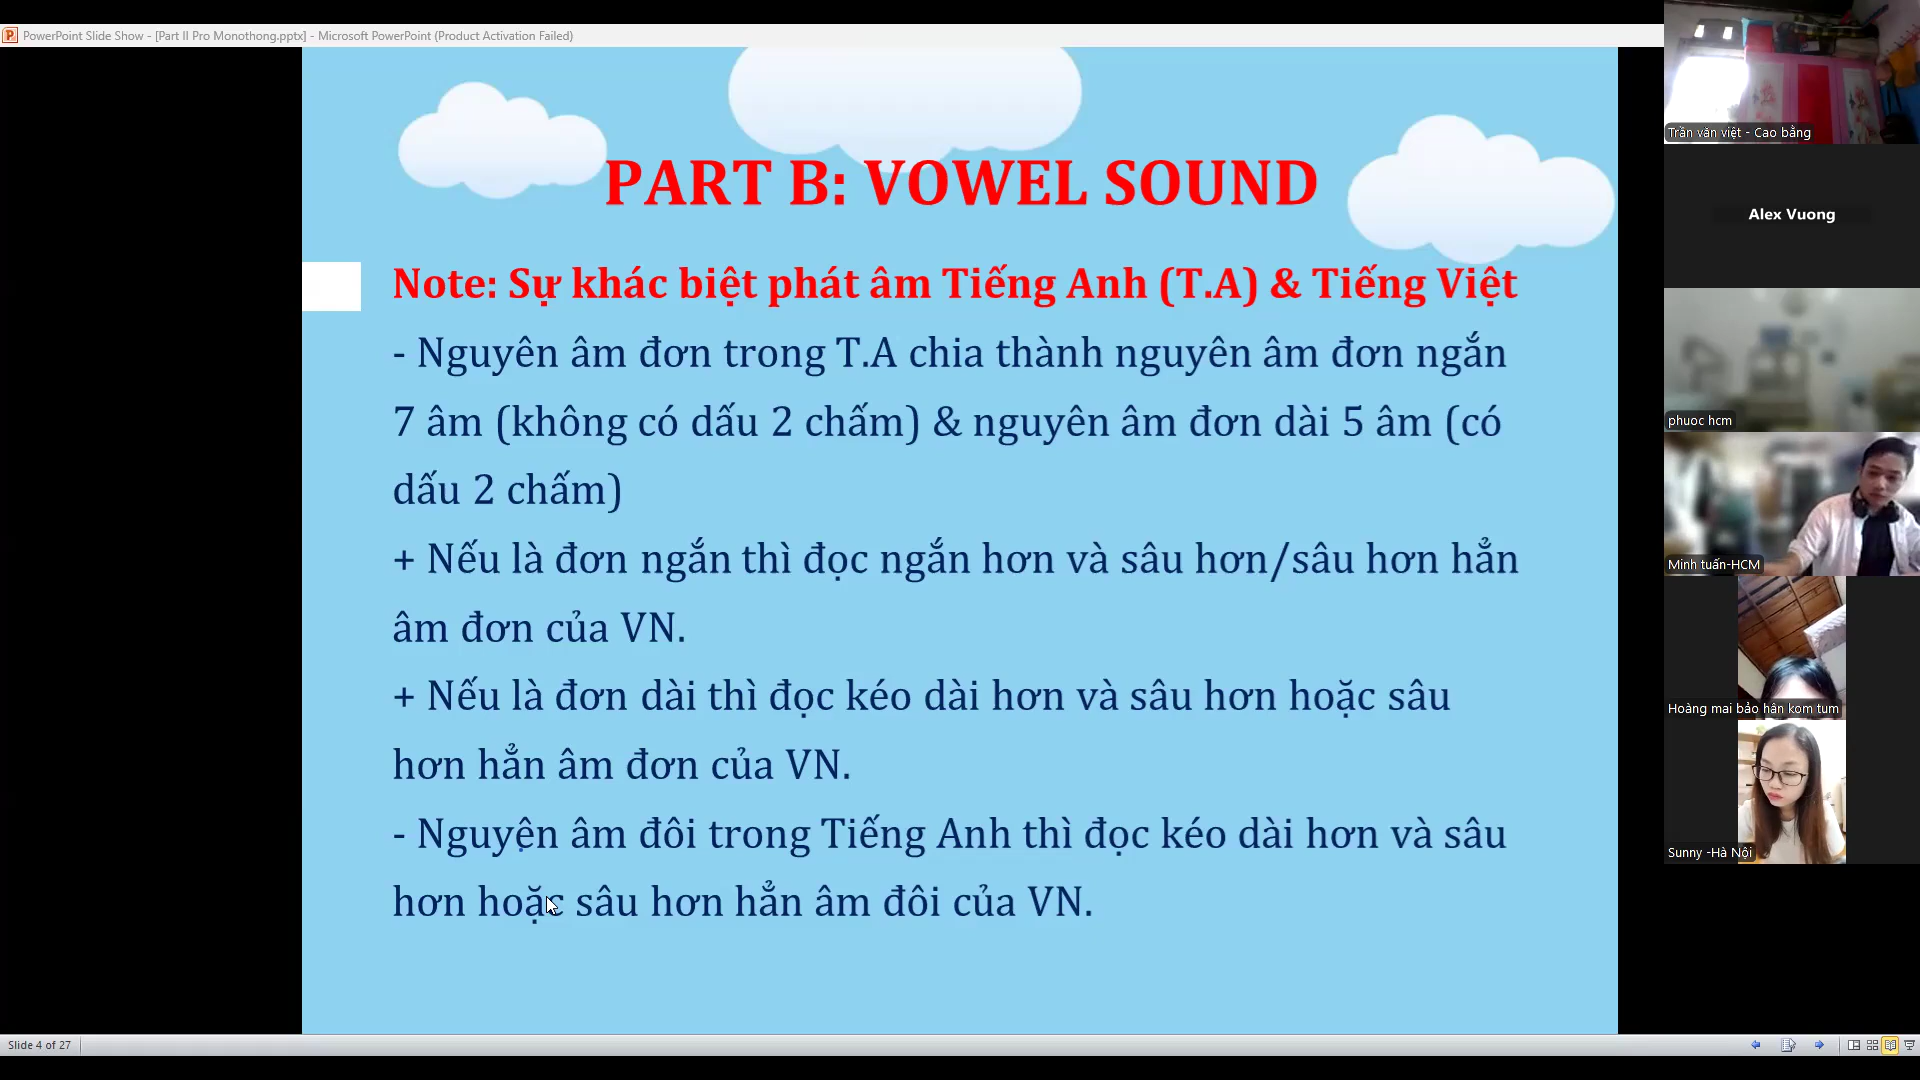 PowerPoint Slide Show - [Part II Pro Monothong.pptx] - Microsoft PowerPoint (Product Activation Failed)
PART B: VOWEL SOUND
Note: Sự khác biệt phát âm Tiếng Anh (T.A) & Tiếng Việt
- Nguyên âm đơn trong T.A chia thành nguyên âm đơn ngắn
7 âm (không có dấu 2 chấm) & nguyên âm đơn dài 5 âm (có
dấu 2 chấm)
+ Nếu là đơn ngắn thì đọc ngắn hơn và sâu hơn/sâu hơn hẳn
âm đơn của VN.
+ Nếu là đơn dài thì đọc kéo dài hơn và sâu hơn hoặc sâu
hơn hẳn âm đơn của VN.
- Nguyên âm đôi trong Tiếng Anh thì đọc kéo dài hơn và sâu
hơn hoặc sâu hơn hẳn âm đôi của VN.
Trần văn việt - Cao bằng
Alex Vuong
phuoc hcm
Minh tuấn-HCM
Hoàng mai bảo hân kom tum
Sunny -Hà Nội
Slide 4 of 27